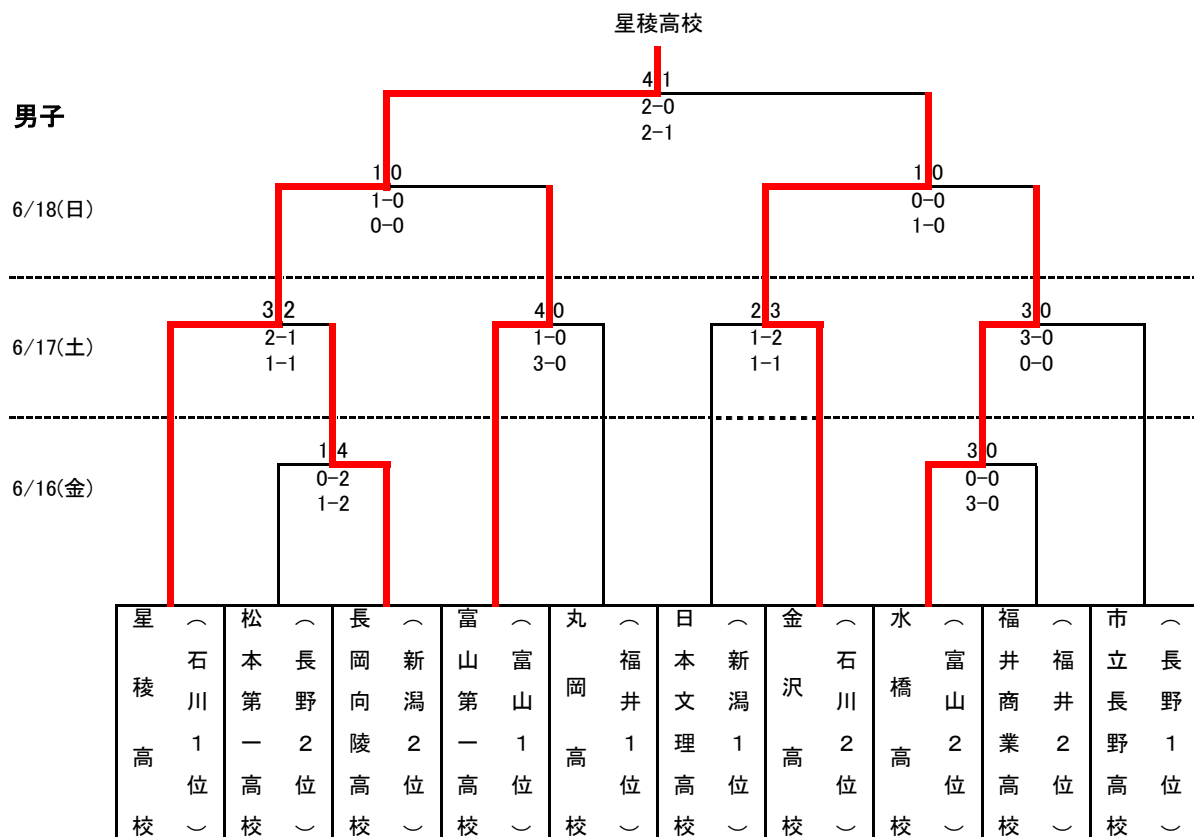 星稜高校
4 1
男子
2-0
2-1
1 0
1 0
6/18(日)
1-0
0-0
0-0
1-0
3 2
4 0
2 3
3 0
6/17(土)
2-1
1-0
1-2
3-0
1-1
3-0
1-1
0-0
1 4
3 0
6/16(金)
0-2
0-0
1-2
3-0
星稜高校
（石川1位）
松本第一高校
（長野2位）
長岡向陵高校
（新潟2位）
富山第一高校
（富山1位）
丸岡高校
（福井1位）
日本文理高校
（新潟1位）
金沢高校
（石川2位）
水橋高校
（富山2位）
福井商業高校
（福井2位）
市立長野高校
（長野1位）